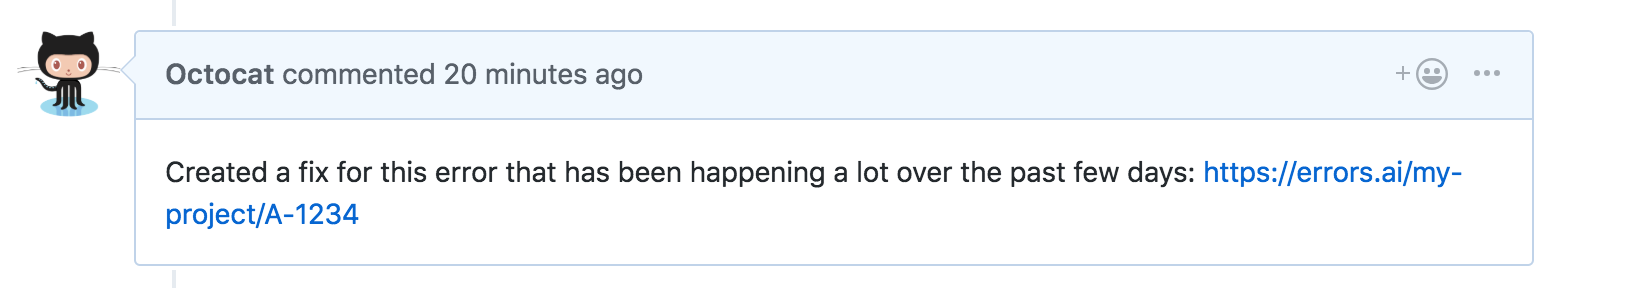 Octocat commented 20 minutes ago
Created a fix for this error that has been happening a lot over the past few days: https://errors.ai/my-
project/A-1234